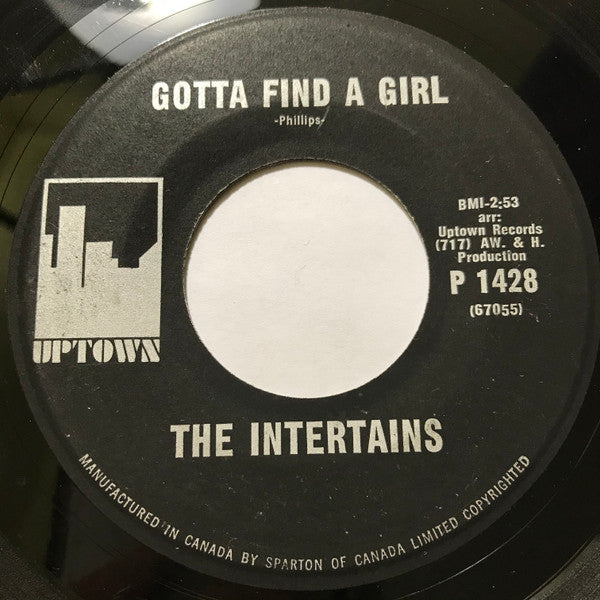 GOTTA FIND A GIRL
-Phillips-
BMI-2:53
arr:
Uptown Records
(717) AW. & H.
Production
P 1428
(67055)
UPTOWN
THE INTERTAINS
MANUFACTURED IN CANADA BY SPARTON OF CANADA LIMITED COPYRIGHTED